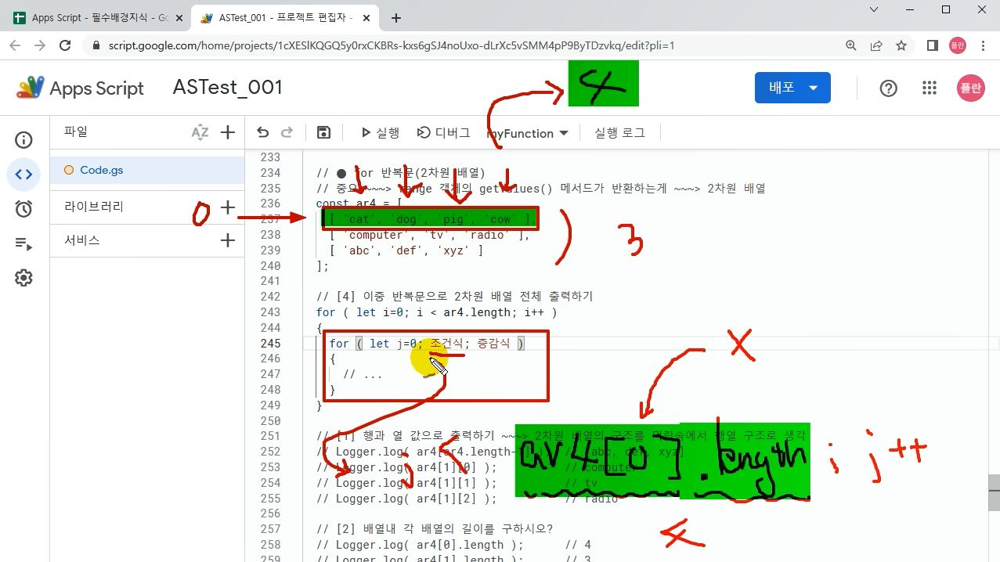 Apps Script - 필수배경지식 - Go
ASTest_001 - 프로젝트 편집자 -
script.google.com/home/projects/1cXESlKQGQ5y0rxCKBRs-kps6gSJ4noUxa-dLrXc5vSMM4pP9ByTDzvkq/edit?pli=1
플란
4
Apps Script
ASTest_001
배포
플란
파일
AZ
실행
디버그
myFunction
실행 로그
Code.gs
라이브러리
서비스
0
3
233
234 // ● for 반복문(2차원 배열)
235 // 중요 ~~~> range 객체의 getValues() 메서드가 반환하는게 ~~~> 2차원 배열
236 const ar4 = [
237 [ 'cat', 'dog', 'pig', 'cow' ],
238 [ 'computer', 'tv', 'radio' ],
239 [ 'abc', 'def', 'xyz' ]
240 ];
241
242 // [4] 이중 반복문으로 2차원 배열 전체 출력하기
243 for ( let i=0; i < ar4.length; i++ )
244 {
245 for ( let j=0; 조건식; 증감식 )
246 {
247 // ...
248 }
249 }
250
251 // [1] 행과 열 값으로 출력하기 ~~~> 2차원 배열의 구조를 머릿속에서 행열 구조로 생각
252 // Logger.log( ar4[ar4.length-1] ); // [abc, def, xyz]
253 // Logger.log( ar4[1][0] ); // computer
254 // Logger.log( ar4[1][1] ); // tv
255 // Logger.log( ar4[1][2] ); // radio
256
257 // [2] 배열내 각 배열의 길이를 구하시오?
258 // Logger.log( ar4[0].length ); // 4
259 // Logger.log( ar4[1].length ); // 3
X
j < ar4[0].length ; j++
4